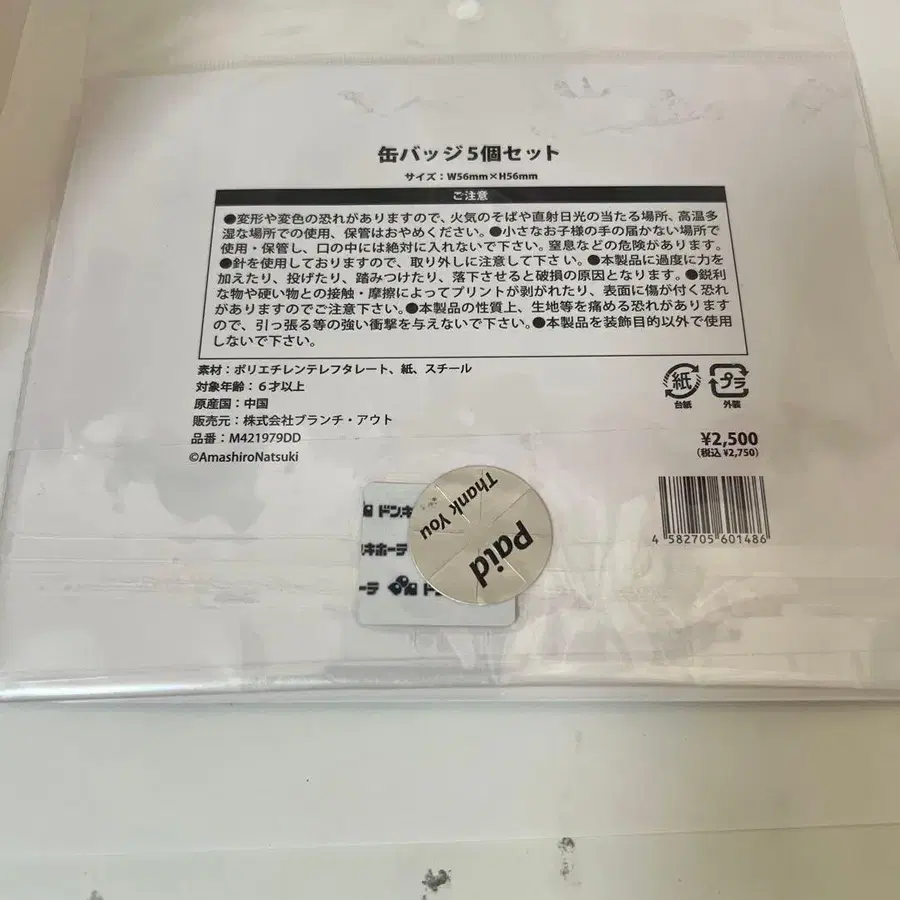 缶バッジ5個セット
サイズ：W56mm×H56mm
ご注意
●変形や変色の恐れがありますので、火気のそばや直射日光の当たる場所、高温多
湿な場所での使用、保管はおやめください。●小さなお子様の手の届かない場所で
使用・保管し、口の中には絶対に入れないで下さい。窒息などの危険があります。
●針を使用しておりますので、取り外しに注意して下さい。●本製品に過度に力を
加えたり、投げたり、踏みつけたり、落下させると破損の原因となります。●鋭利
な物や硬い物との接触・摩擦によってプリントが剥がれたり、表面に傷が付く恐れ
がありますのでご注意下さい。●本製品の性質上、生地等を痛める恐れがあります
ので、引っ張る等の強い衝撃を与えないで下さい。●本製品を装飾目的以外で使用
しないで下さい。
素材：ポリエチレンテレフタレート、紙、スチール
対象年齢：６才以上
原産国：中国
販売元：株式会社ブランチ・アウト
品番：M421979DD
©AmashiroNatsuki
紙
台紙
プラ
外装
¥2,500
(税込 ¥2,750)
4 582705 601486
Thank You
Paid
ドンキ
キホーテ
ーテ
ド